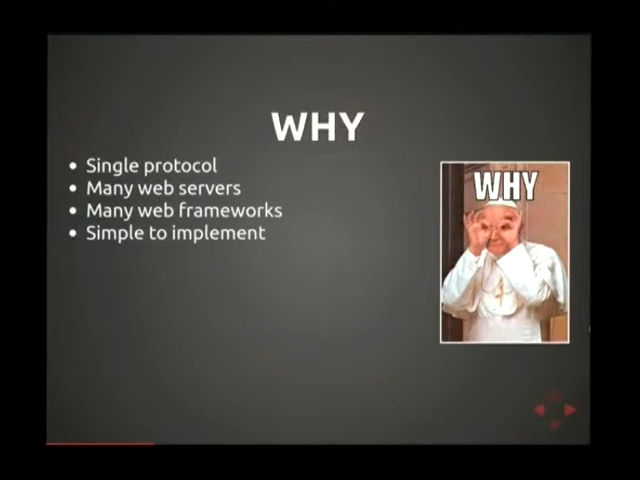 WHY
Single protocol
Many web servers
Many web frameworks
Simple to implement
WHY